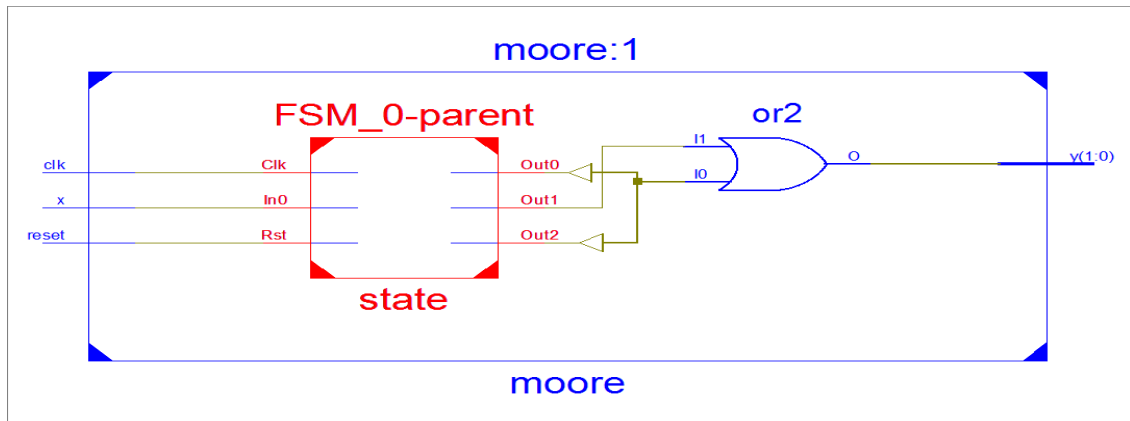 moore:1
FSM_0-parent
or2
clk
Clk
Out0
I1
O
y(1:0)
x
In0
Out1
I0
reset
Rst
Out2
state
moore